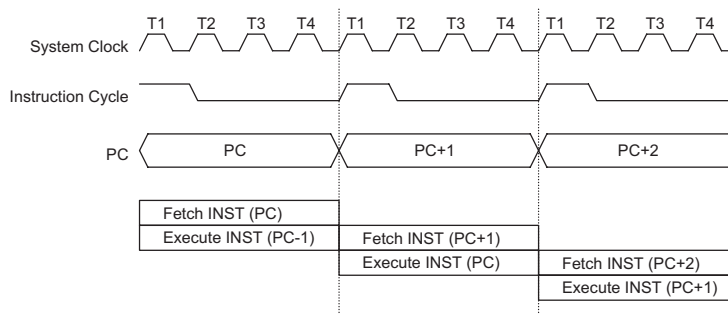 T1 T2 T3 T4 T1 T2 T3 T4 T1 T2 T3 T4
System Clock
Instruction Cycle
PC PC PC+1 PC+2
Fetch INST (PC)
Execute INST (PC-1) Fetch INST (PC+1)
Execute INST (PC) Fetch INST (PC+2)
Execute INST (PC+1)